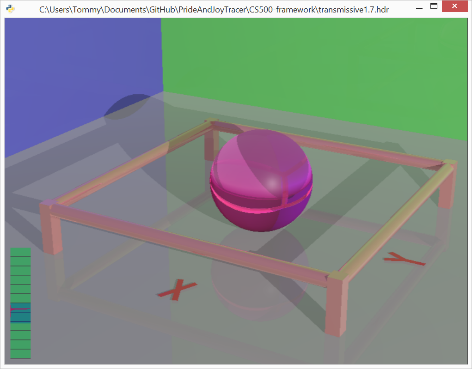 C:\Users\Tommy\Documents\GitHub\PrideAndJoyTracer\CS500 framework\transmissive1.7.hdr
X
Y